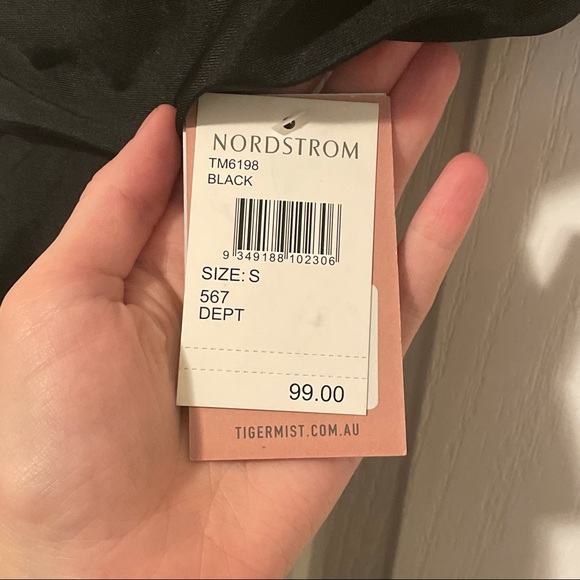 NORDSTROM
TM6198
BLACK
9 349188 102306
SIZE: S
567
DEPT
99.00
TIGERMIST.COM.AU